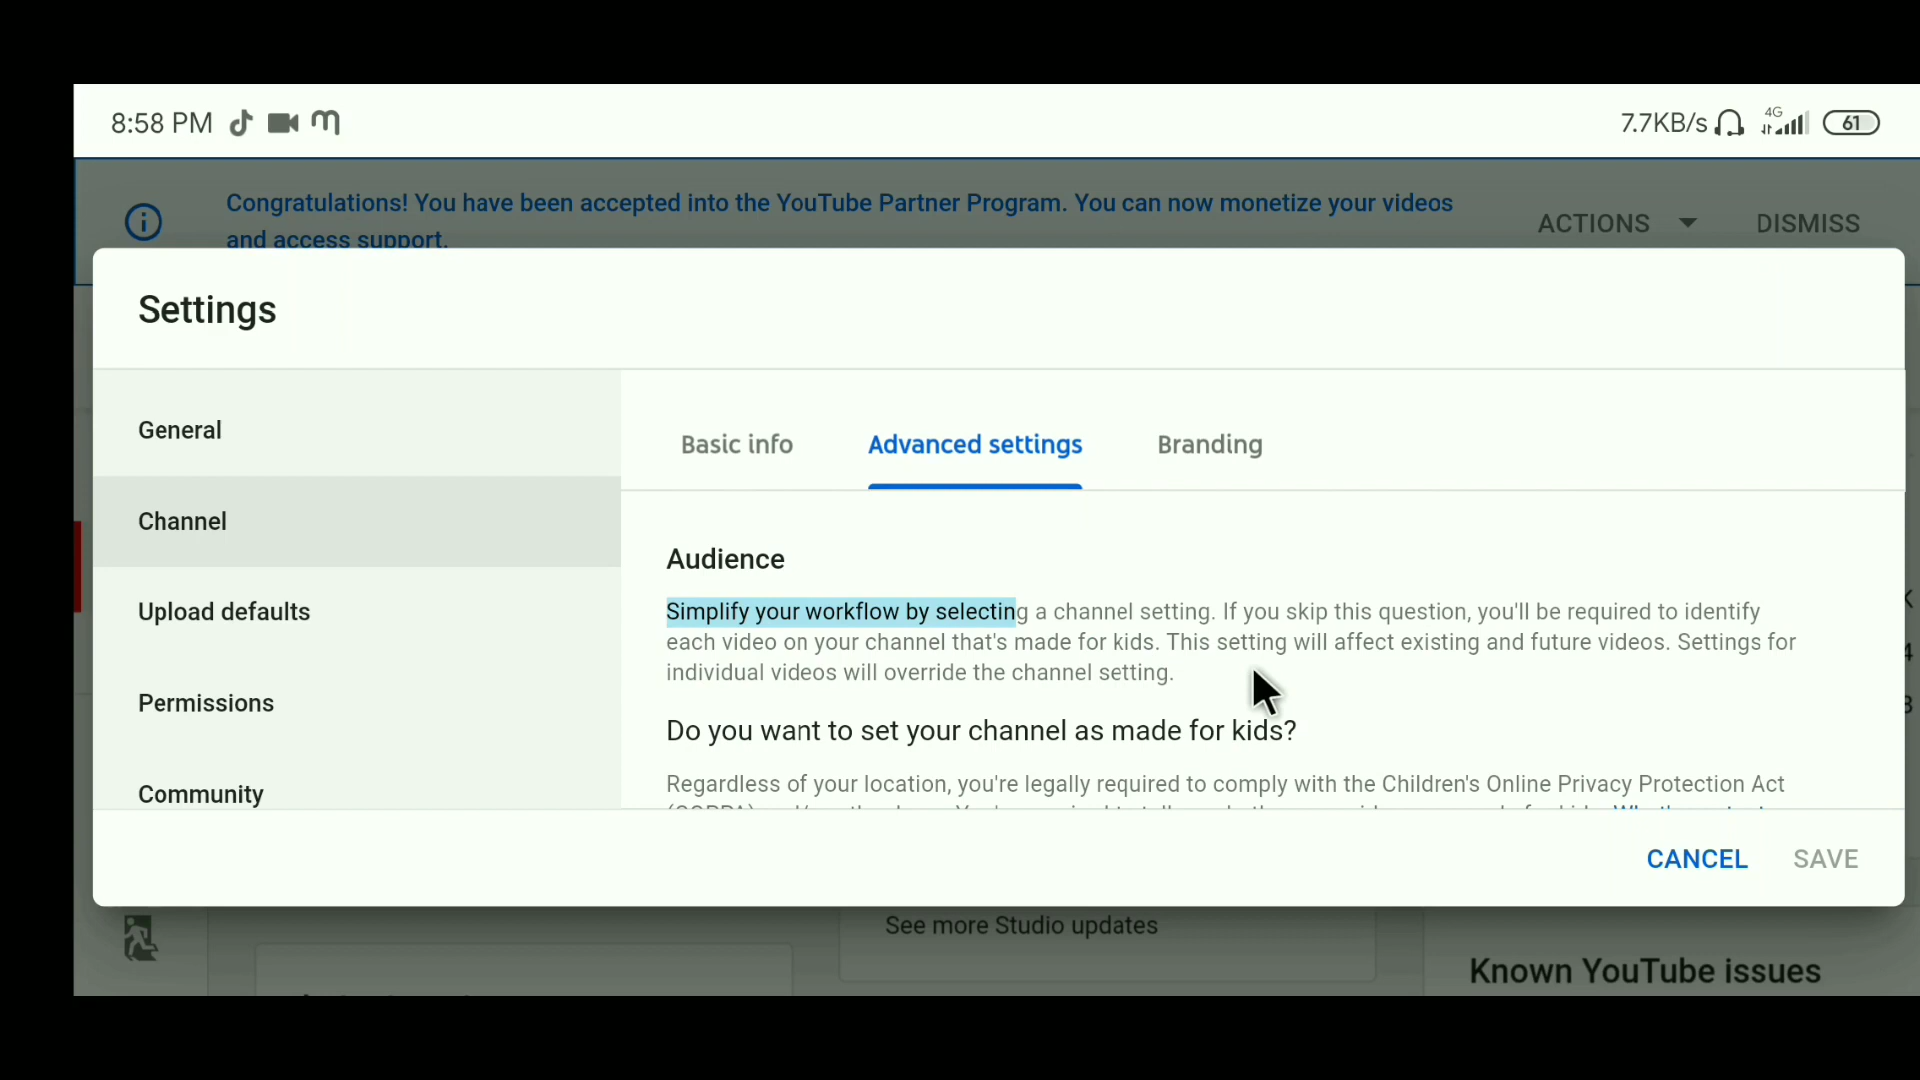 8:58 PM
7.7KB/s 4G 61
Congratulations! You have been accepted into the YouTube Partner Program. You can now monetize your videos
and access support.
ACTIONS DISMISS
Settings
General
Channel
Upload defaults
Permissions
Community
Basic info Advanced settings Branding
Audience
Simplify your workflow by selecting a channel setting. If you skip this question, you'll be required to identify
each video on your channel that's made for kids. This setting will affect existing and future videos. Settings for
individual videos will override the channel setting.
Do you want to set your channel as made for kids?
Regardless of your location, you're legally required to comply with the Children's Online Privacy Protection Act
CANCEL SAVE
See more Studio updates
Known YouTube issues